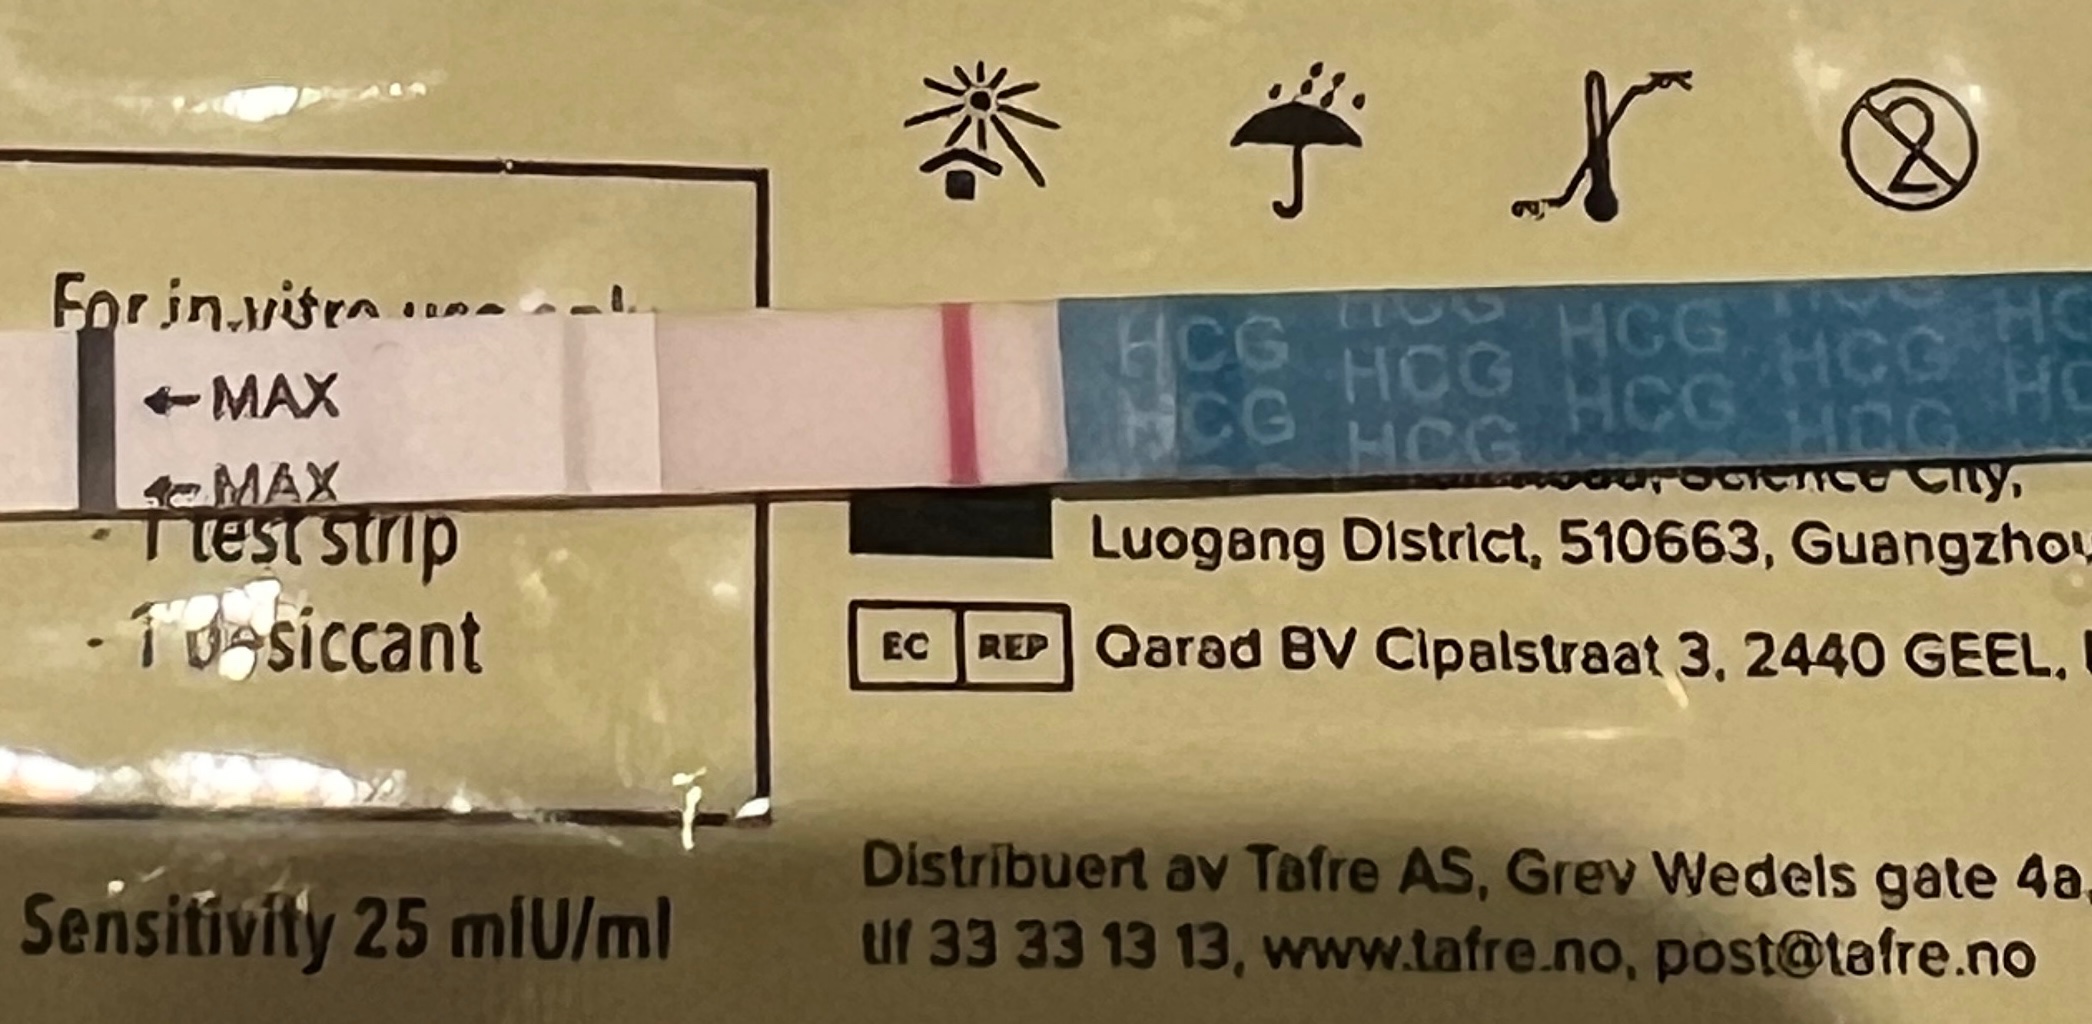 For in vitro use only
←MAX
←MAX
- 1 test strip
- 1 desiccant
Sensitivity 25 mIU/ml
2
HCG HCG HCG HCG HCG
HCG HCG HCG HCG HCG
Science City,
Luogang District, 510663, Guangzhou
EC REP Qarad BV Cipalstraat 3, 2440 GEEL,
Distribuert av Tafre AS, Grev Wedels gate 4a,
tlf 33 33 13 13, www.tafre.no, post@tafre.no